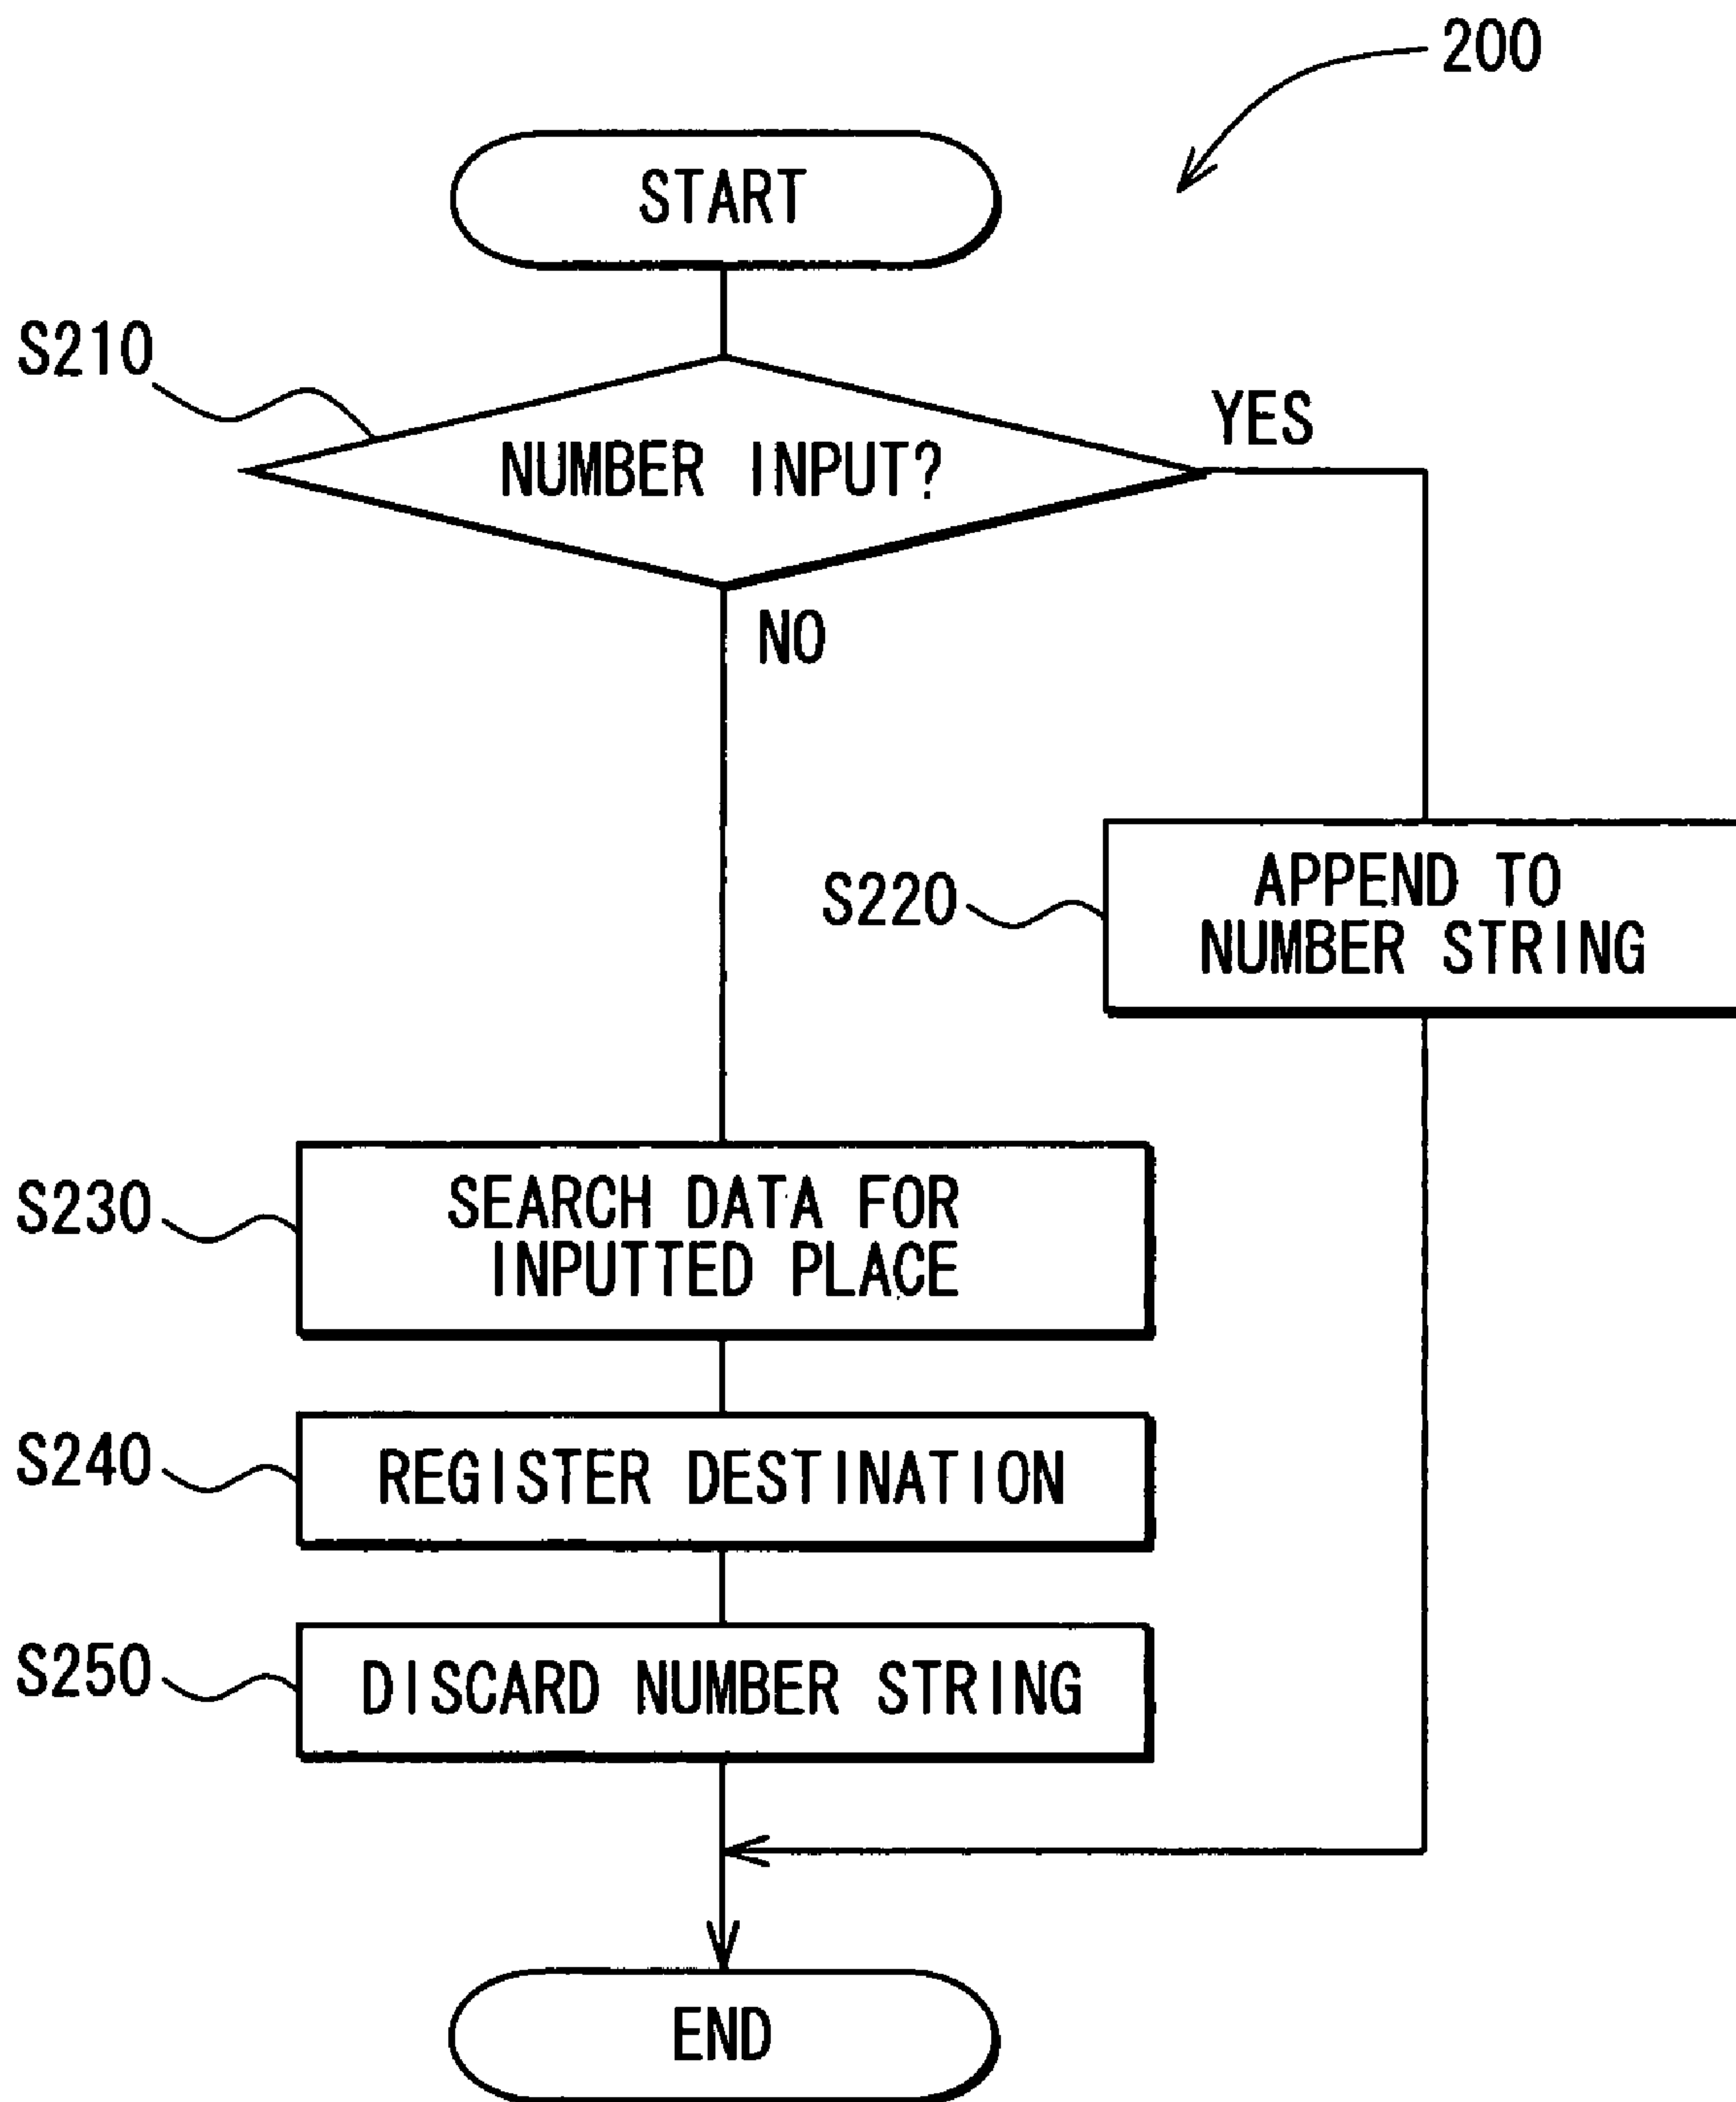 200
START
S210
NUMBER INPUT?
YES
NO
S220
APPEND TO
NUMBER STRING
S230
SEARCH DATA FOR
INPUTTED PLACE
S240
REGISTER DESTINATION
S250
DISCARD NUMBER STRING
END